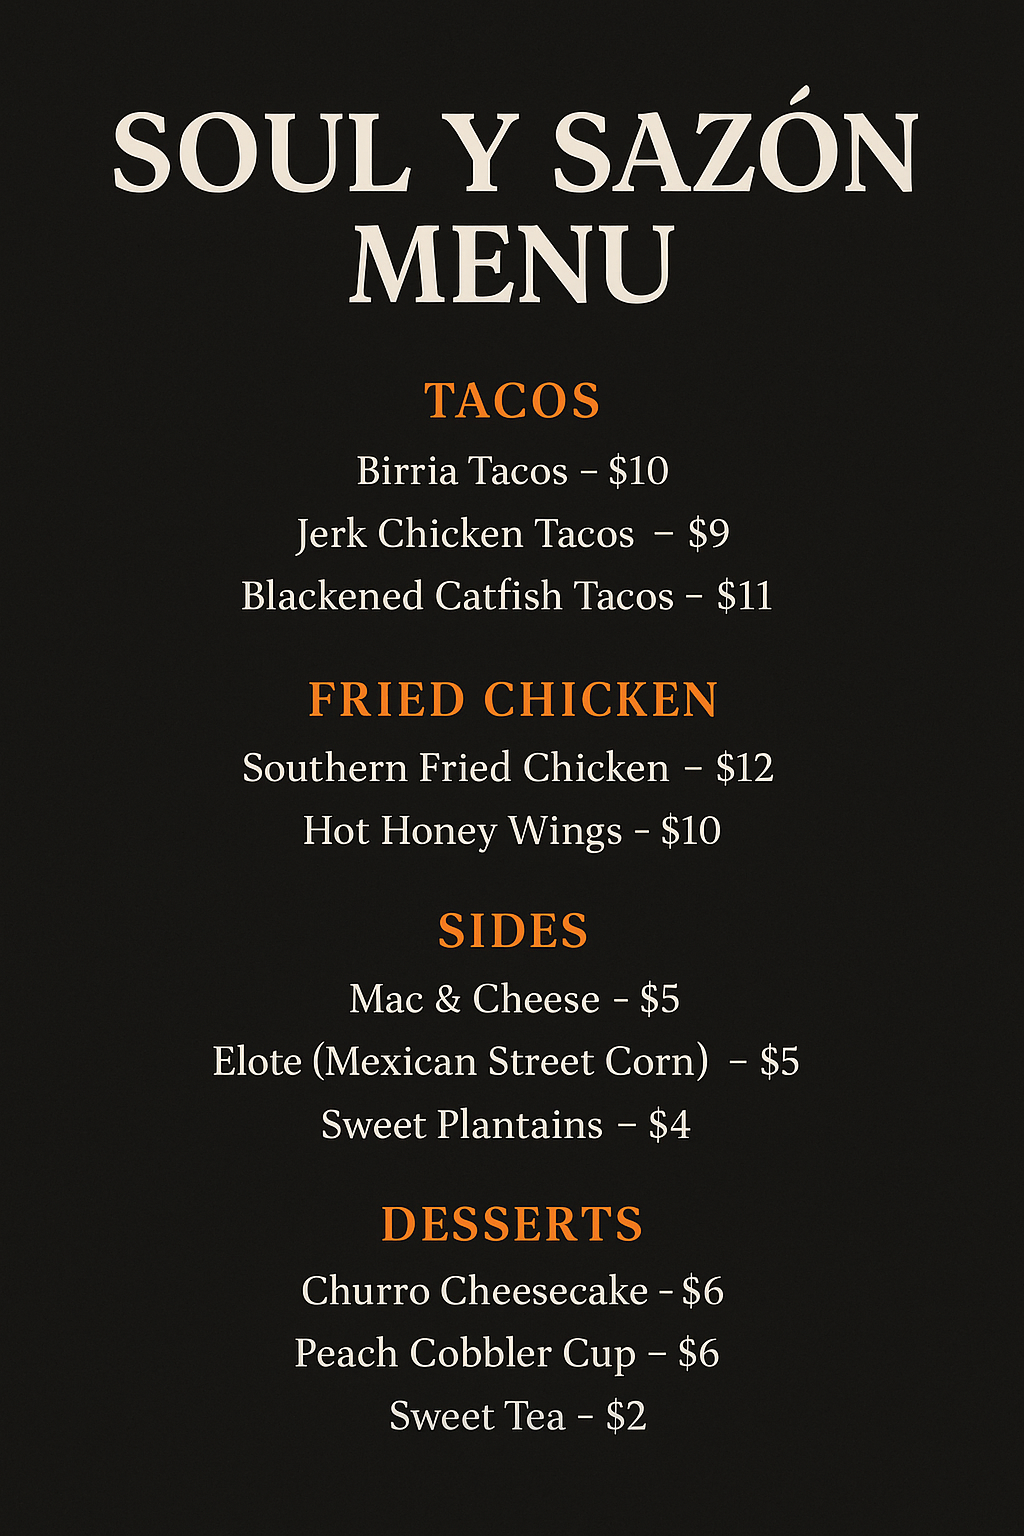 SOUL Y SAZÓN
MENU
TACOS
Birria Tacos – $10
Jerk Chicken Tacos – $9
Blackened Catfish Tacos – $11
FRIED CHICKEN
Southern Fried Chicken – $12
Hot Honey Wings – $10
SIDES
Mac & Cheese – $5
Elote (Mexican Street Corn) – $5
Sweet Plantains – $4
DESSERTS
Churro Cheesecake - $6
Peach Cobbler Cup – $6
Sweet Tea – $2